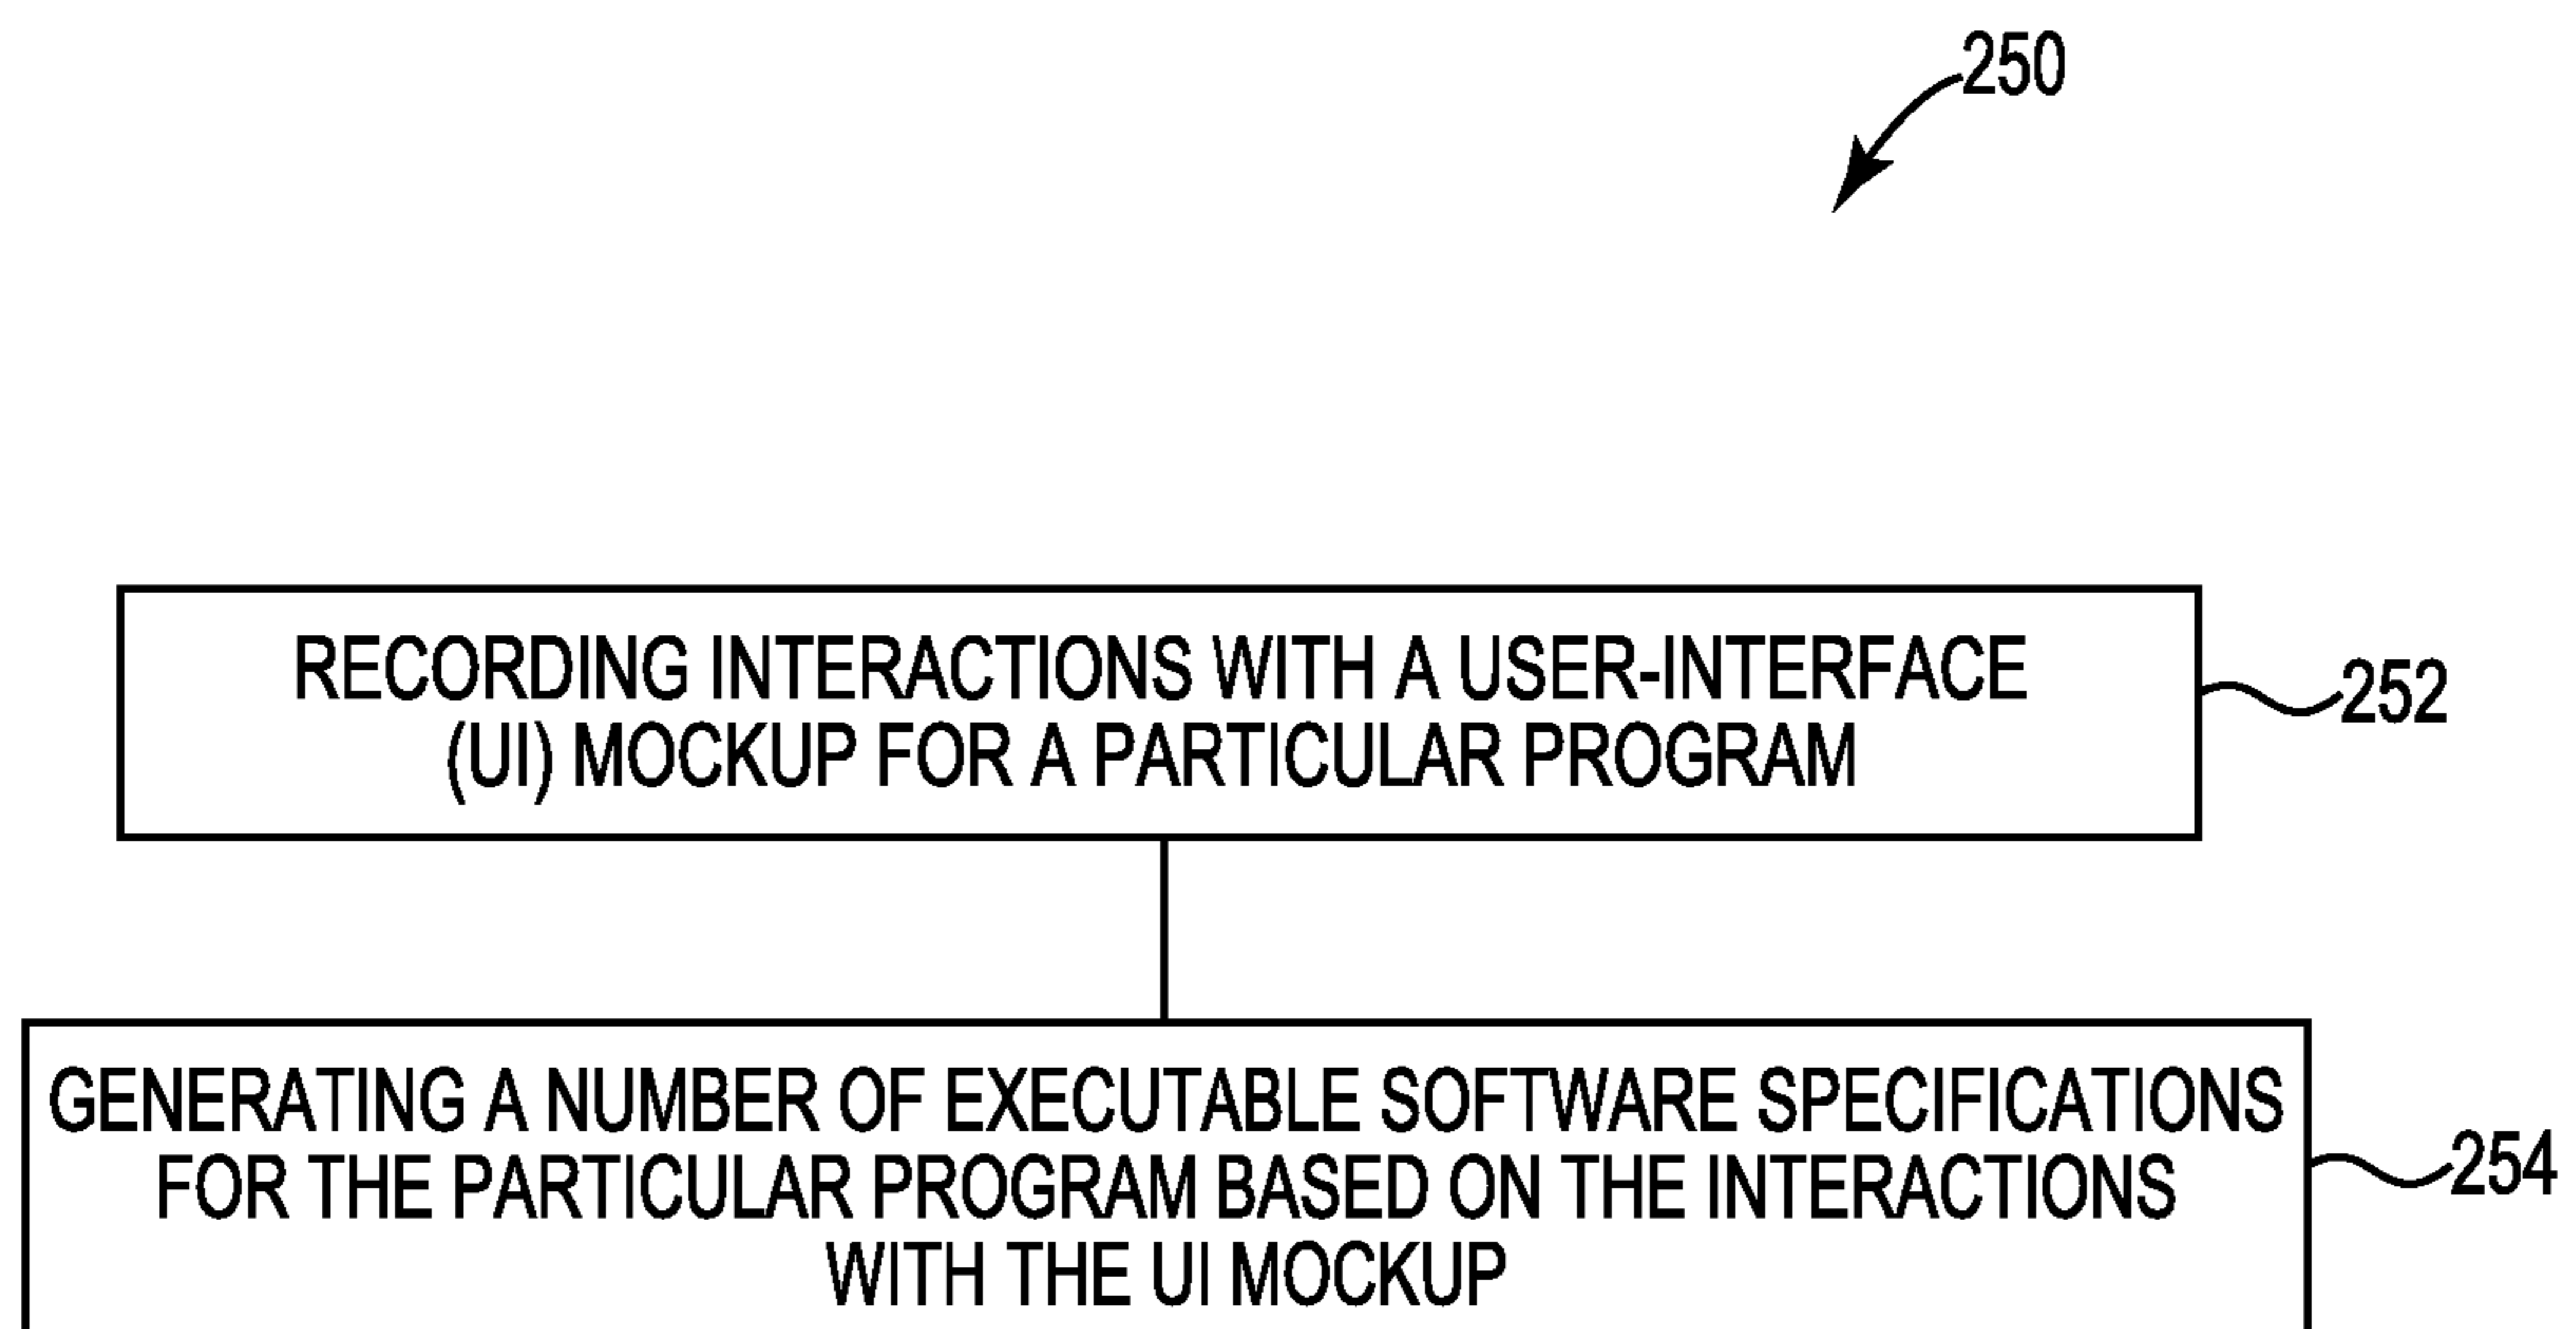 250
RECORDING INTERACTIONS WITH A USER-INTERFACE
(UI) MOCKUP FOR A PARTICULAR PROGRAM
252
GENERATING A NUMBER OF EXECUTABLE SOFTWARE SPECIFICATIONS
FOR THE PARTICULAR PROGRAM BASED ON THE INTERACTIONS
WITH THE UI MOCKUP
254